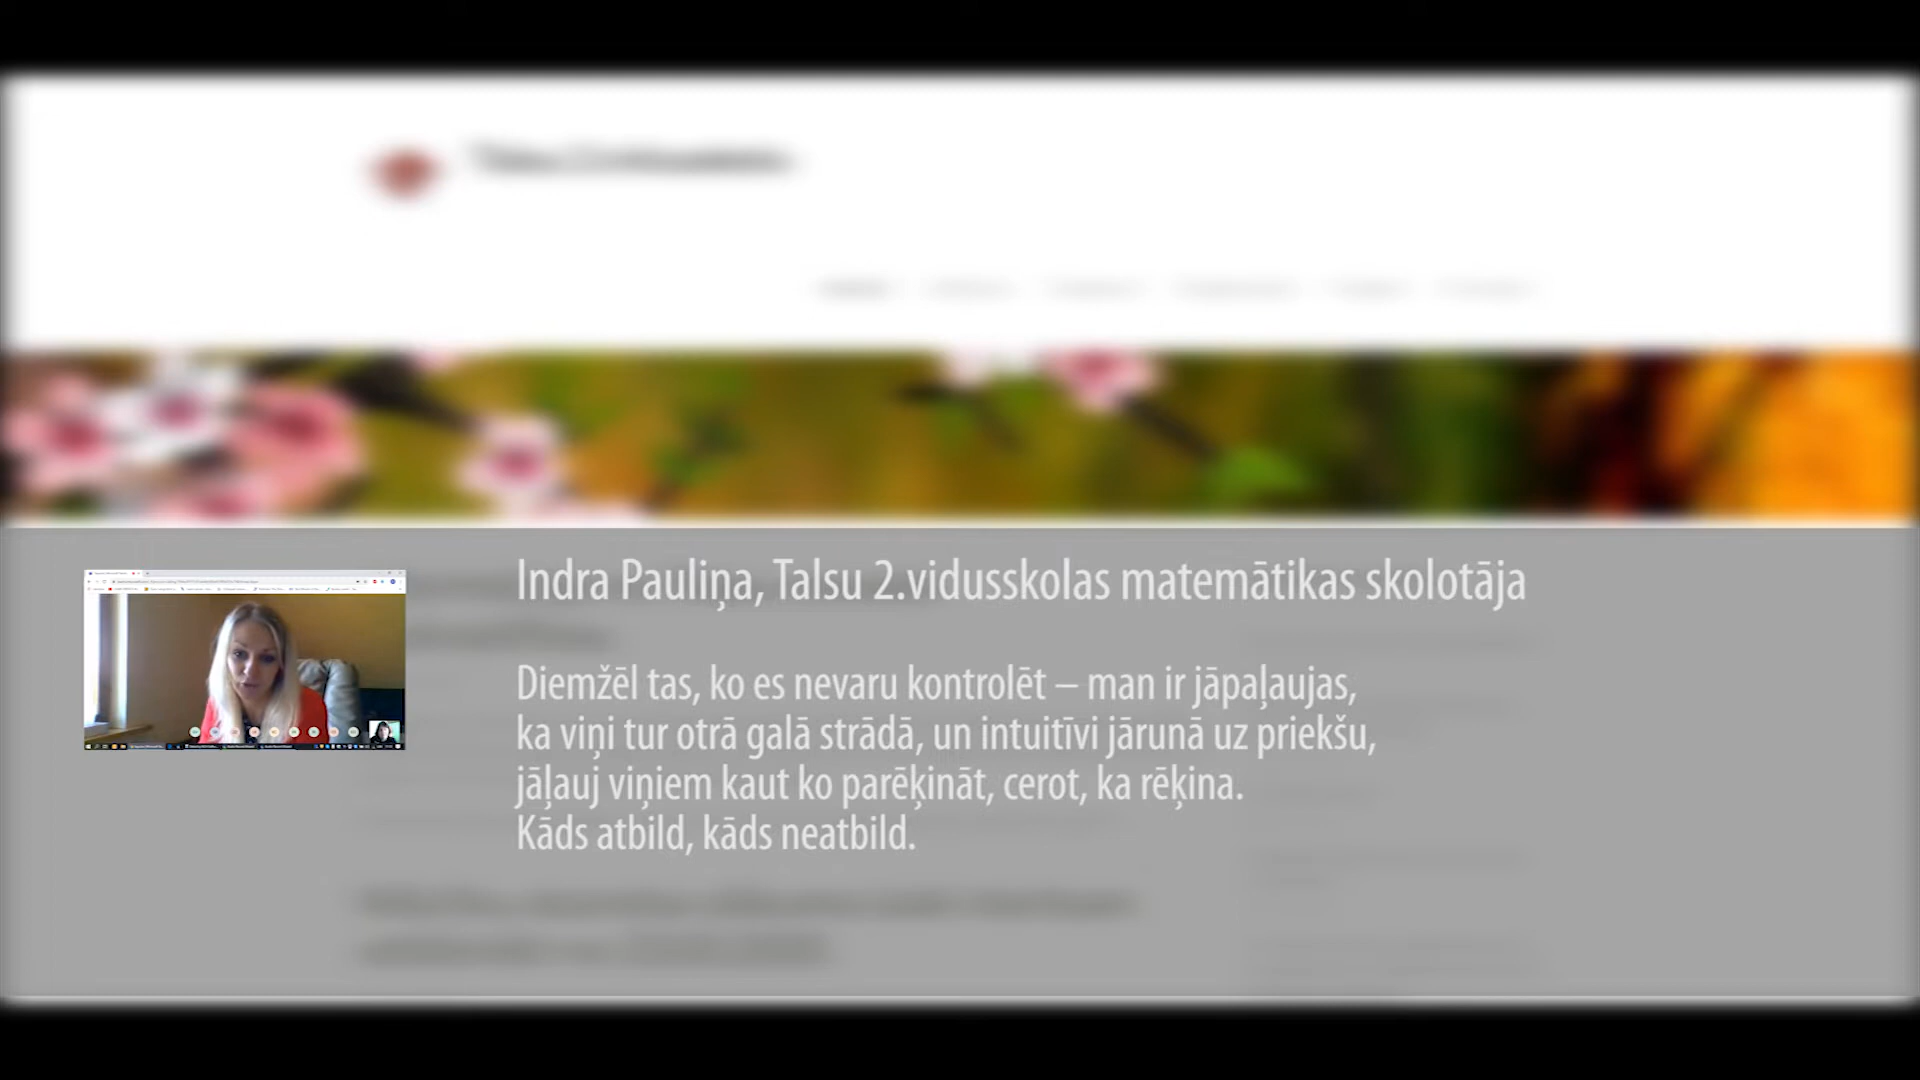 Indra Pauliņa, Talsu 2.vidusskolas matemātikas skolotāja
Diemžēl tas, ko es nevaru kontrolēt – man ir jāpaļaujas,
ka viņi tur otrā galā strādā, un intuitīvi jārunā uz priekšu,
jāļauj viņiem kaut ko parēķināt, cerot, ka rēķina.
Kāds atbild, kāds neatbild.